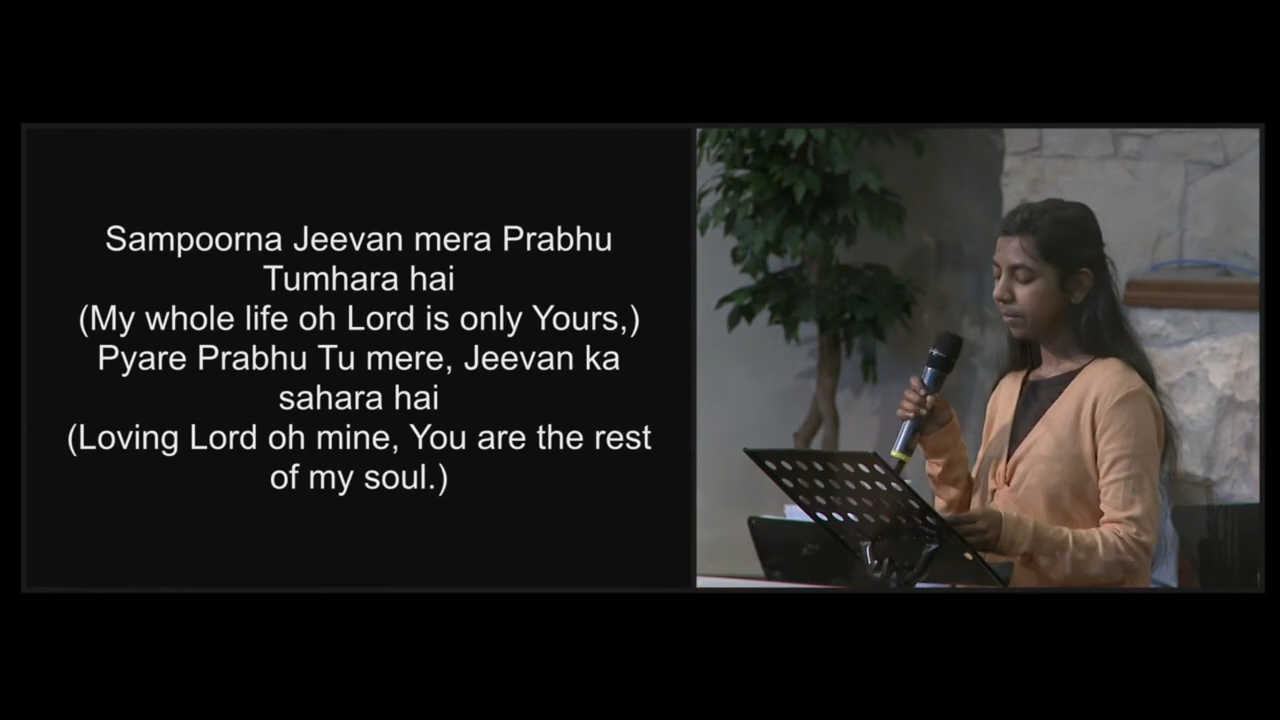 Sampoorna Jeevan mera Prabhu
Tumhara hai
(My whole life oh Lord is only Yours,)
Pyare Prabhu Tu mere, Jeevan ka
sahara hai
(Loving Lord oh mine, You are the rest
of my soul.)